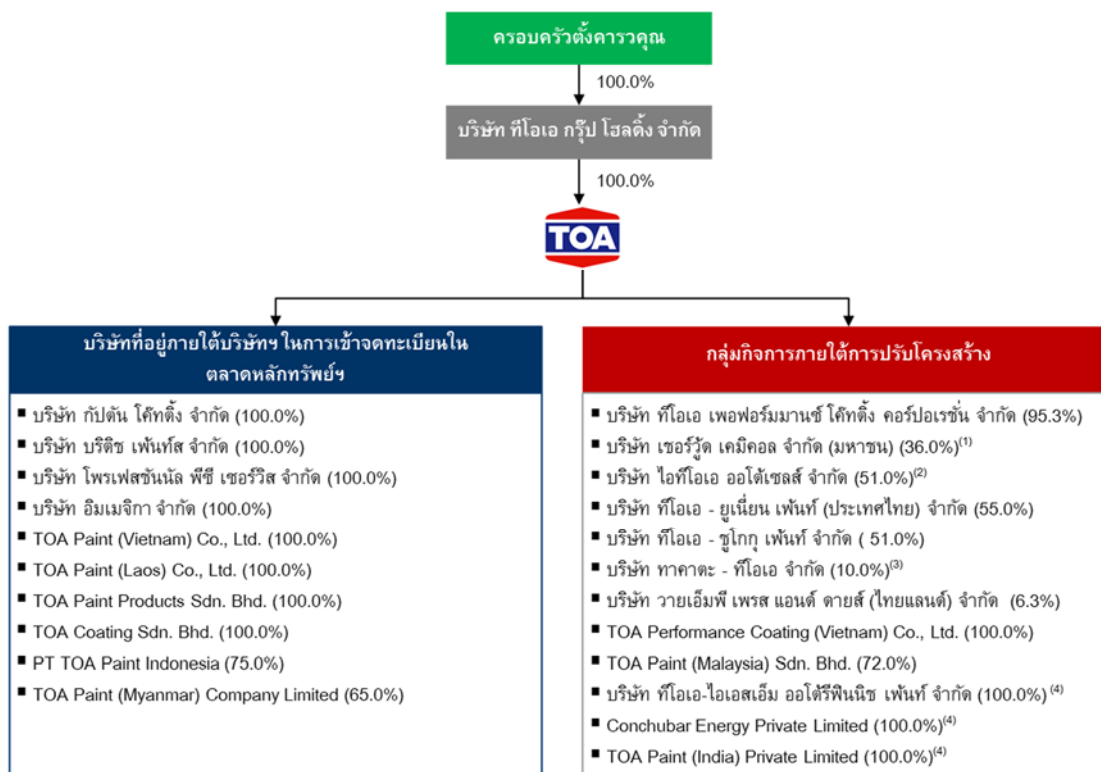 ครอบครัวตั้งคารวคุณ
100.0%
บริษัท ทีโอเอ กรุ๊ป โฮลดิ้ง จำกัด
100.0%
TOA
บริษัทที่อยู่ภายใต้บริษัทฯ ในการเข้าจดทะเบียนใน
ตลาดหลักทรัพย์ฯ
▪ บริษัท กัปตัน โค๊ทติ้ง จำกัด (100.0%)
▪ บริษัท บริติช เพ้นท์ส จำกัด (100.0%)
▪ บริษัท โพรเฟสชันนัล พีซี เซอร์วิส จำกัด (100.0%)
▪ บริษัท อิมเมจิกา จำกัด (100.0%)
▪ TOA Paint (Vietnam) Co., Ltd. (100.0%)
▪ TOA Paint (Laos) Co., Ltd. (100.0%)
▪ TOA Paint Products Sdn. Bhd. (100.0%)
▪ TOA Coating Sdn. Bhd. (100.0%)
▪ PT TOA Paint Indonesia (75.0%)
▪ TOA Paint (Myanmar) Company Limited (65.0%)
กลุ่มกิจการภายใต้การปรับโครงสร้าง
▪ บริษัท ทีโอเอ เพอฟอร์มมานซ์ โค๊ทติ้ง คอร์ปอเรชั่น จำกัด (95.3%)
▪ บริษัท เชอร์วู้ด เคมิคอล จำกัด (มหาชน) (36.0%)(1)
▪ บริษัท ไอทีโอเอ ออโต้เซลส์ จำกัด (51.0%)(2)
▪ บริษัท ทีโอเอ - ยูเนี่ยน เพ้นท์ (ประเทศไทย) จำกัด (55.0%)
▪ บริษัท ทีโอเอ - ชูโกกุ เพ้นท์ จำกัด ( 51.0%)
▪ บริษัท ทาคาตะ - ทีโอเอ จำกัด (10.0%)(3)
▪ บริษัท วายเอ็มพี เพรส แอนด์ ดายส์ (ไทยแลนด์) จำกัด (6.3%)
▪ TOA Performance Coating (Vietnam) Co., Ltd. (100.0%)
▪ TOA Paint (Malaysia) Sdn. Bhd. (72.0%)
▪ บริษัท ทีโอเอ-ไอเอสเอ็ม ออโต้รีฟินนิช เพ้นท์ จำกัด (100.0%) (4)
▪ Conchubar Energy Private Limited (100.0%)(4)
▪ TOA Paint (India) Private Limited (100.0%)(4)